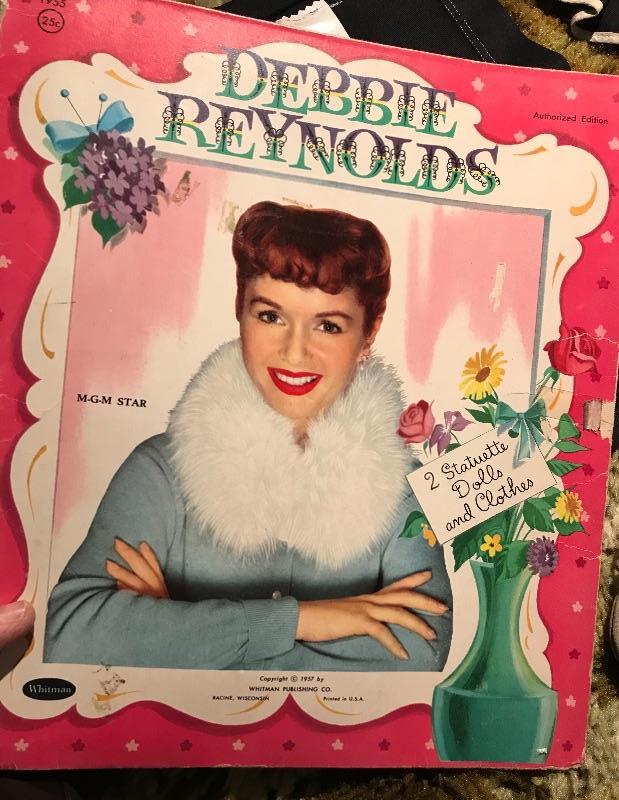 1955
25c
DEBBIE
REYNOLDS
Authorized Edition
M-G-M STAR
2 Statuette
Dolls
and Clothes
Whitman
Copyright © 1957 by
WHITMAN PUBLISHING CO.
RACINE, WISCONSIN Printed in U.S.A.